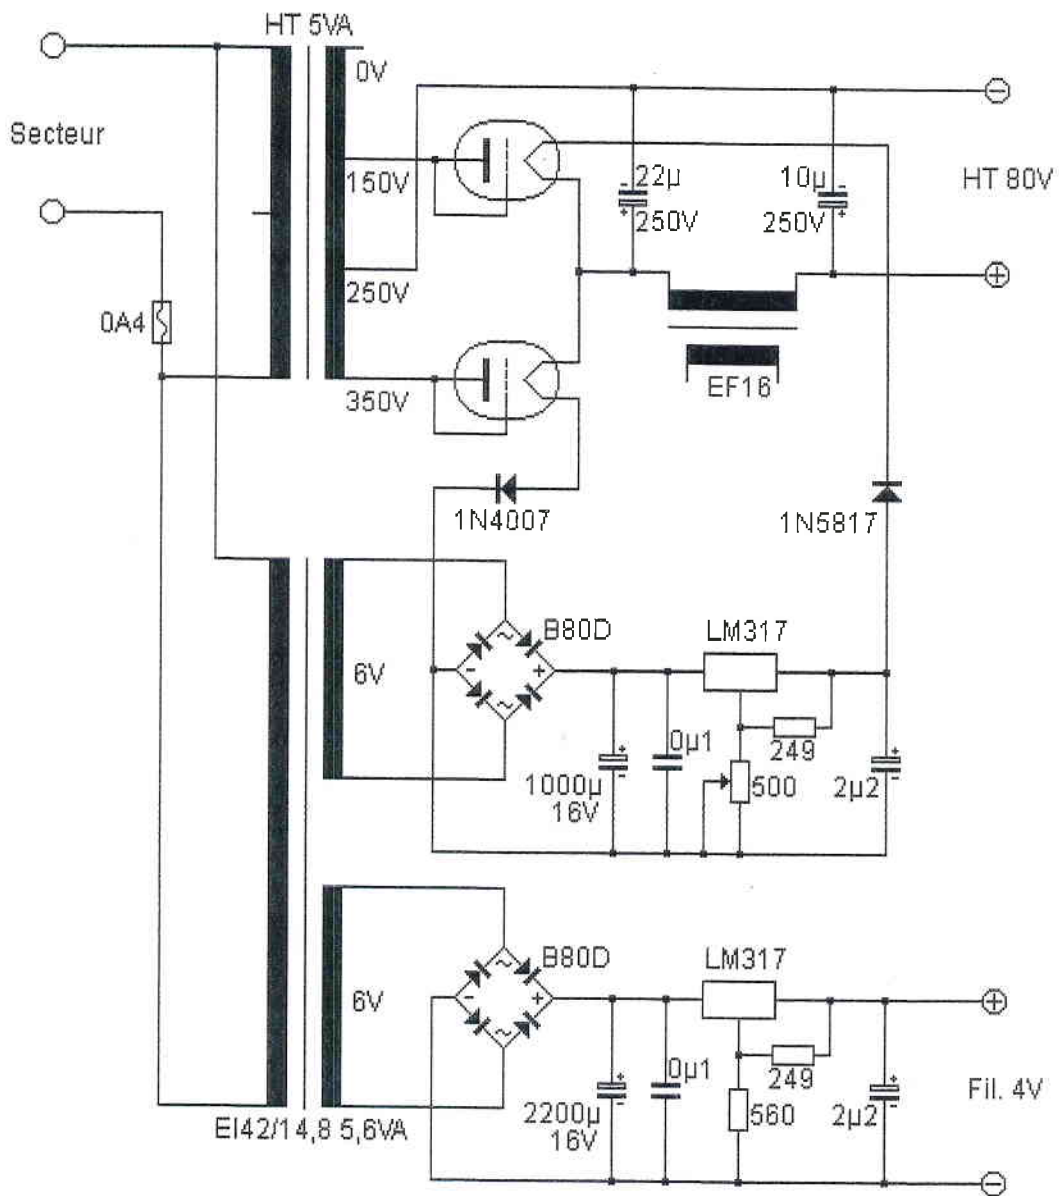 HT 5VA
0V
Secteur
150V
22µ
250V
10µ
250V
HT 80V
−
+
250V
0A4
350V
EF16
1N4007
1N5817
B80D
LM317
6V
~
-
+
~
0µ1
249
1000µ
16V
500
2µ2
B80D
LM317
6V
~
-
+
~
+
0µ1
249
Fil. 4V
2200µ
16V
560
2µ2
EI42/14,8 5,6VA
−